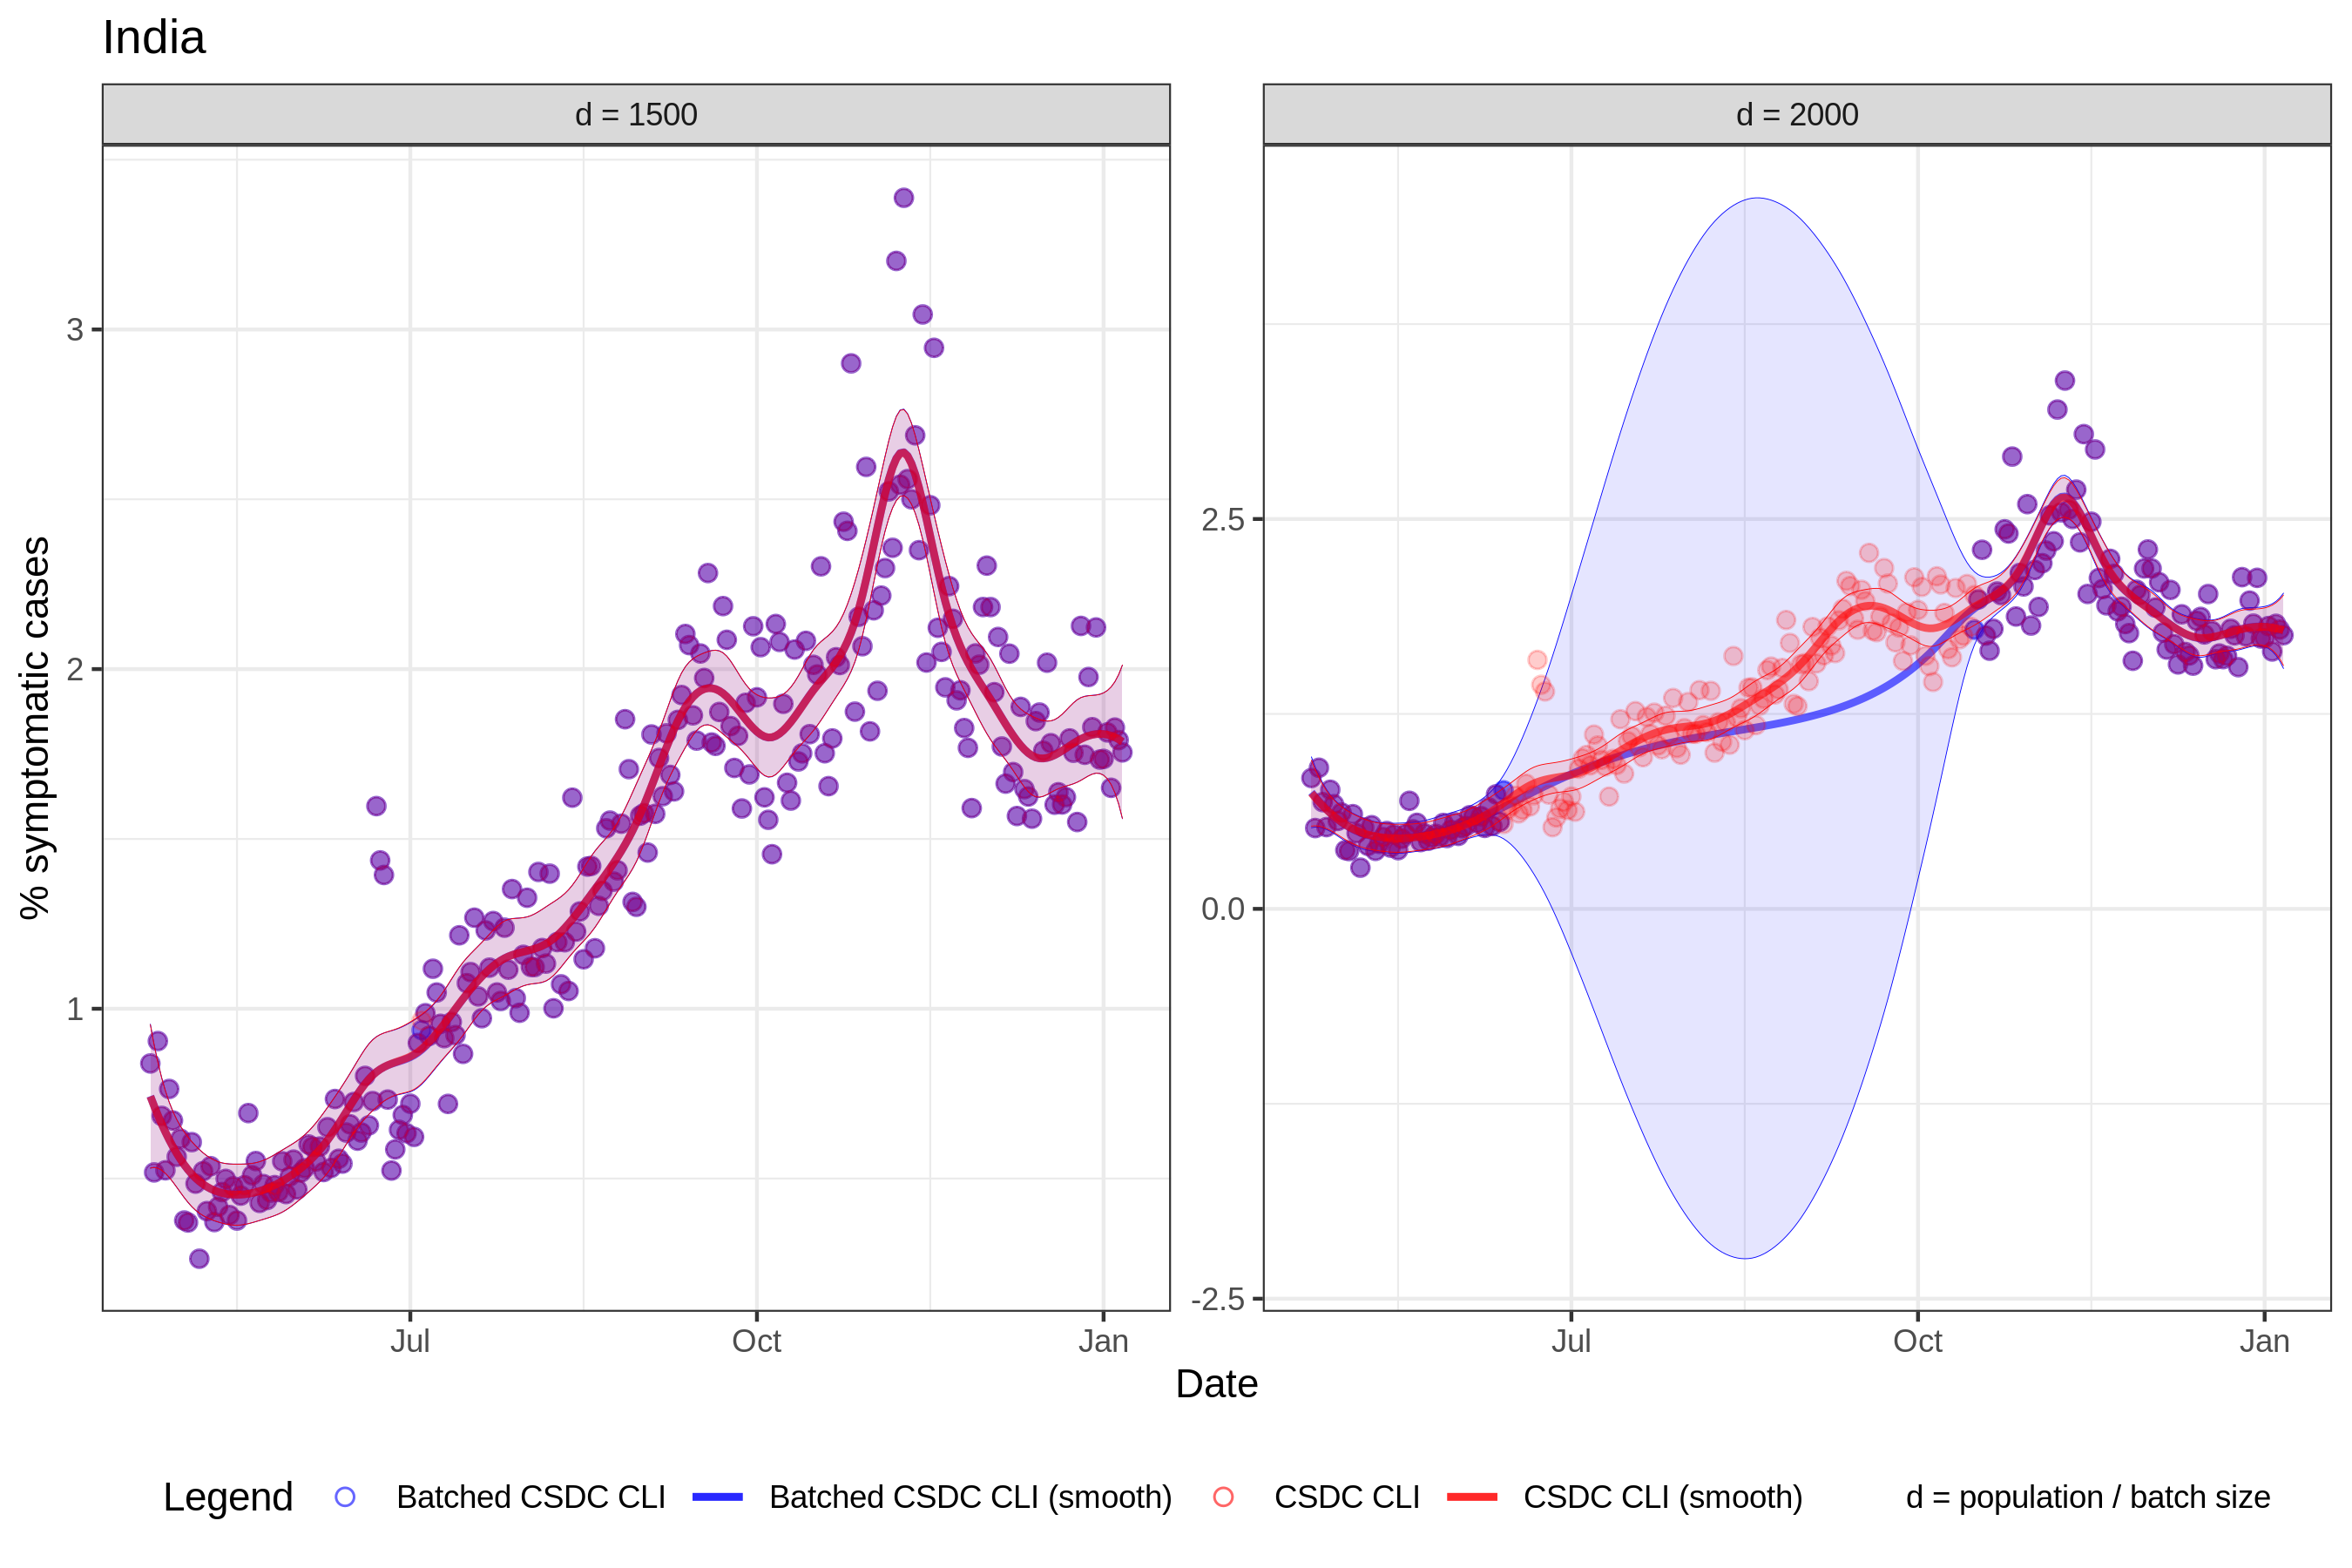 India
d = 1500
d = 2000
% symptomatic cases
3
2
1
2.5
0.0
-2.5
Jul
Oct
Jan
Jul
Oct
Jan
Date
Legend
Batched CSDC CLI
Batched CSDC CLI (smooth)
CSDC CLI
CSDC CLI (smooth)
d = population / batch size